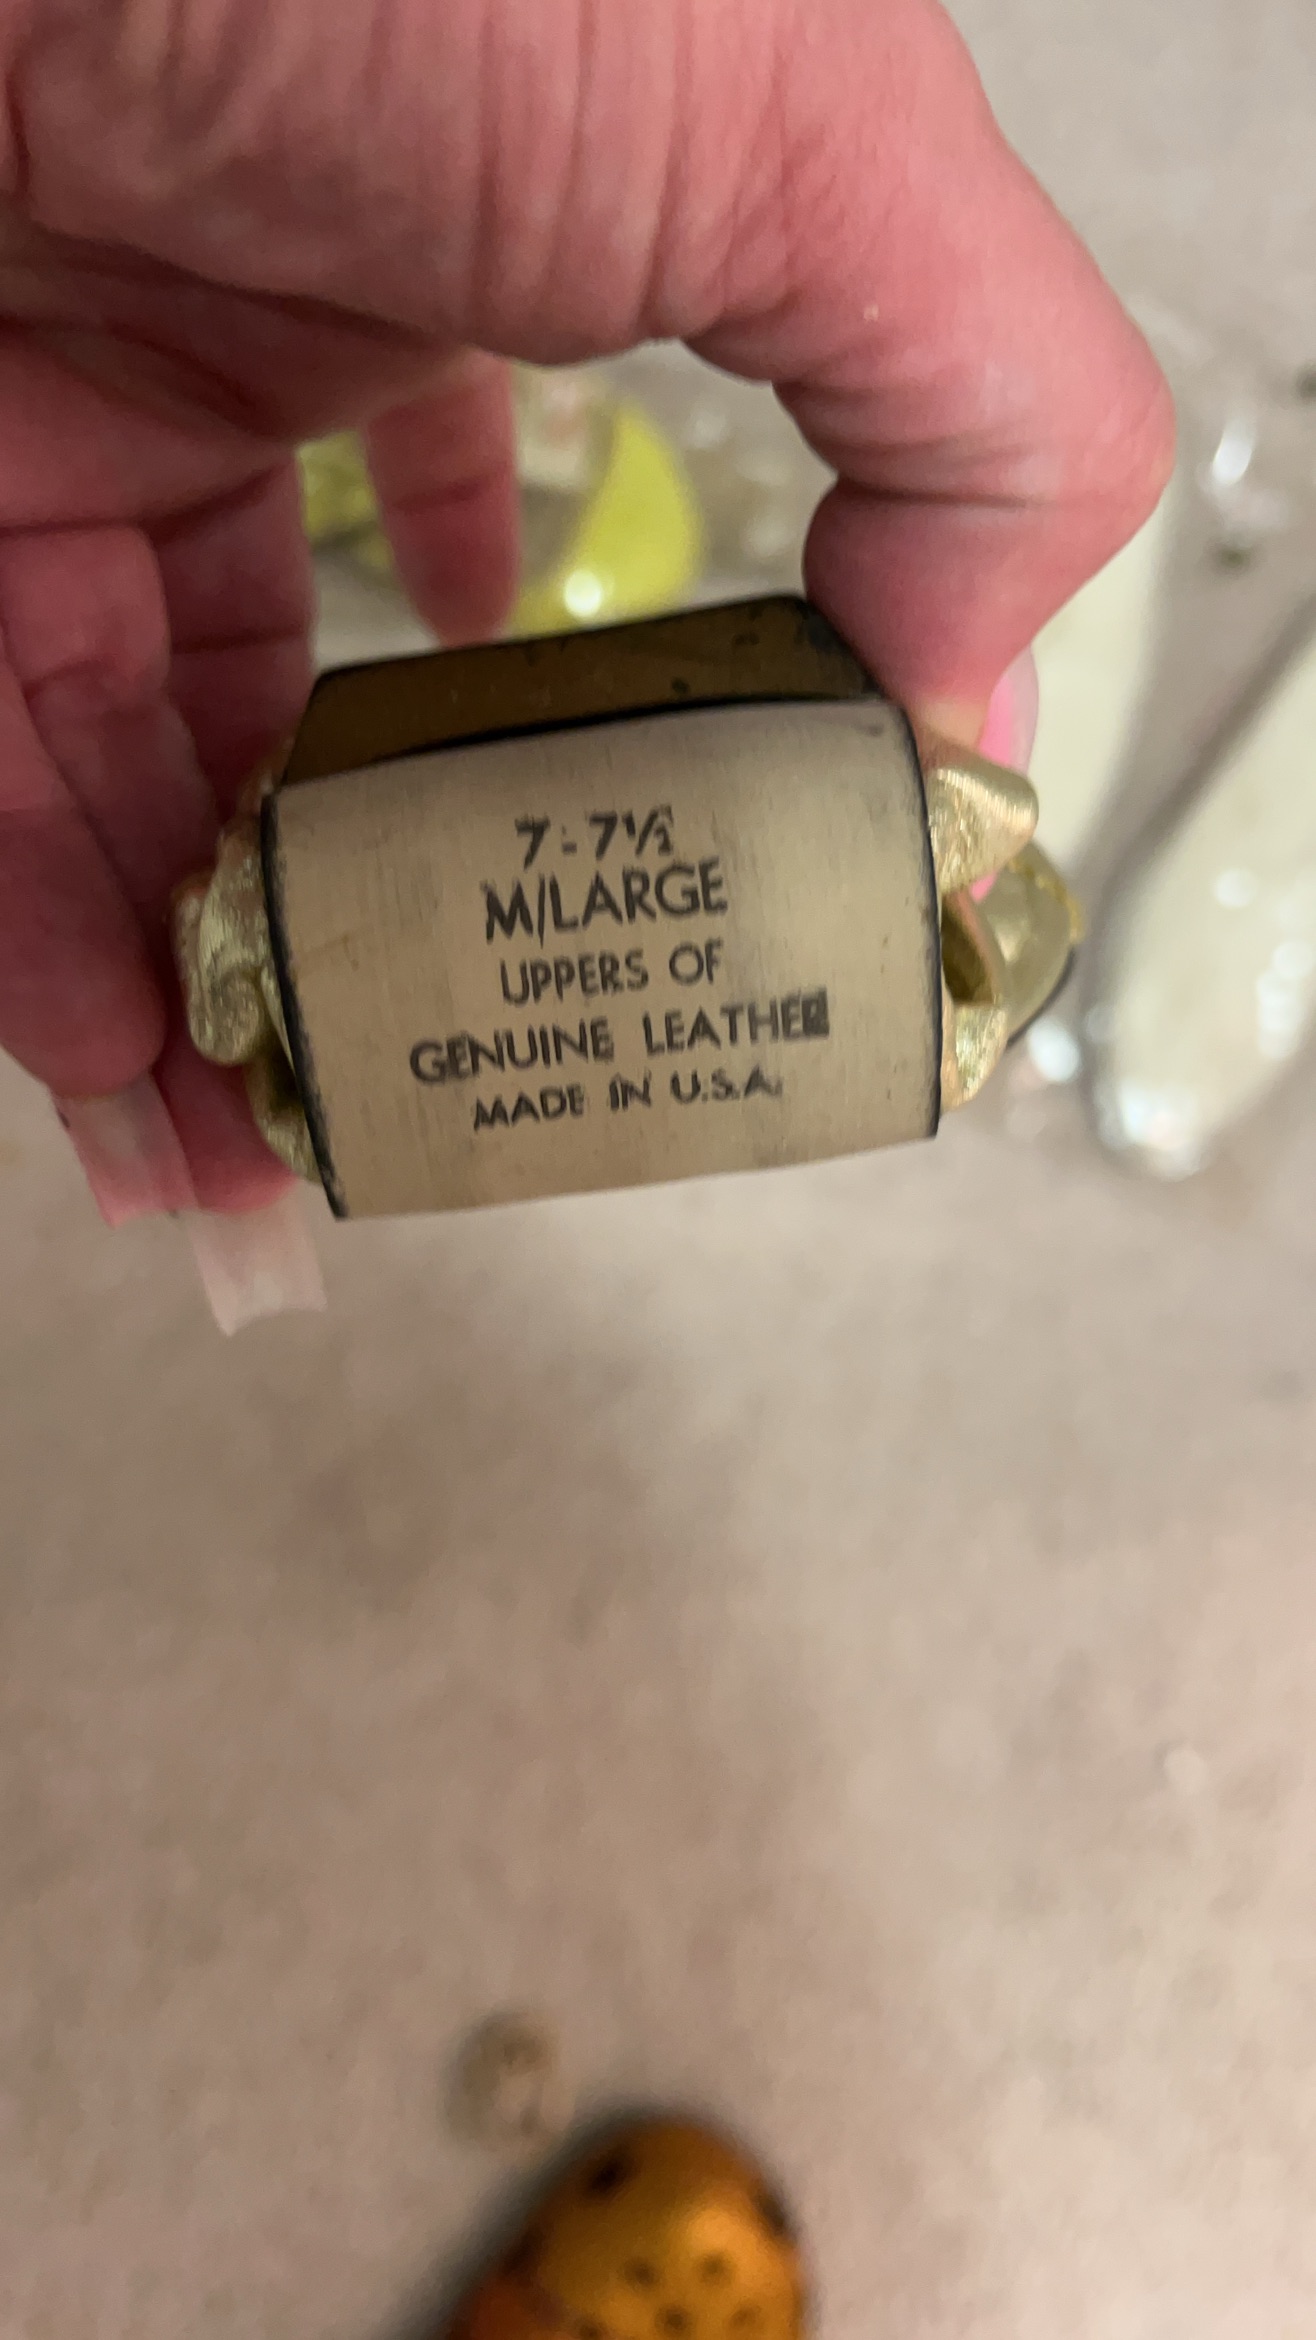 7-7½
M/LARGE
UPPERS OF
GENUINE LEATHER
MADE IN U.S.A.